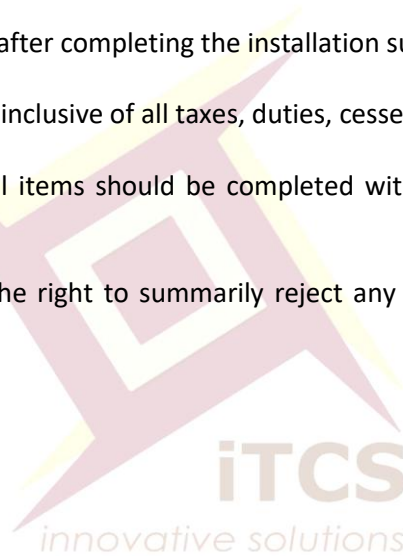 after completing the installation su
inclusive of all taxes, duties, cesse
l items should be completed wit
he right to summarily reject any
iTCS
innovative solutions